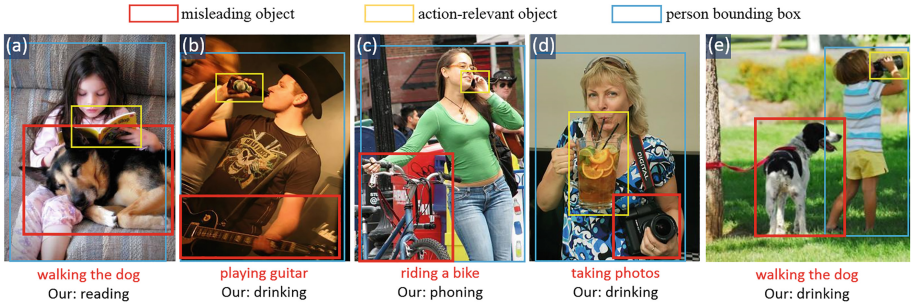 misleading object
action-relevant object
person bounding box
(a)
(b)
(c)
(d)
(e)
DIGITAL
walking the dog
playing guitar
riding a bike
taking photos
walking the dog
Our: reading
Our: drinking
Our: phoning
Our: drinking
Our: drinking